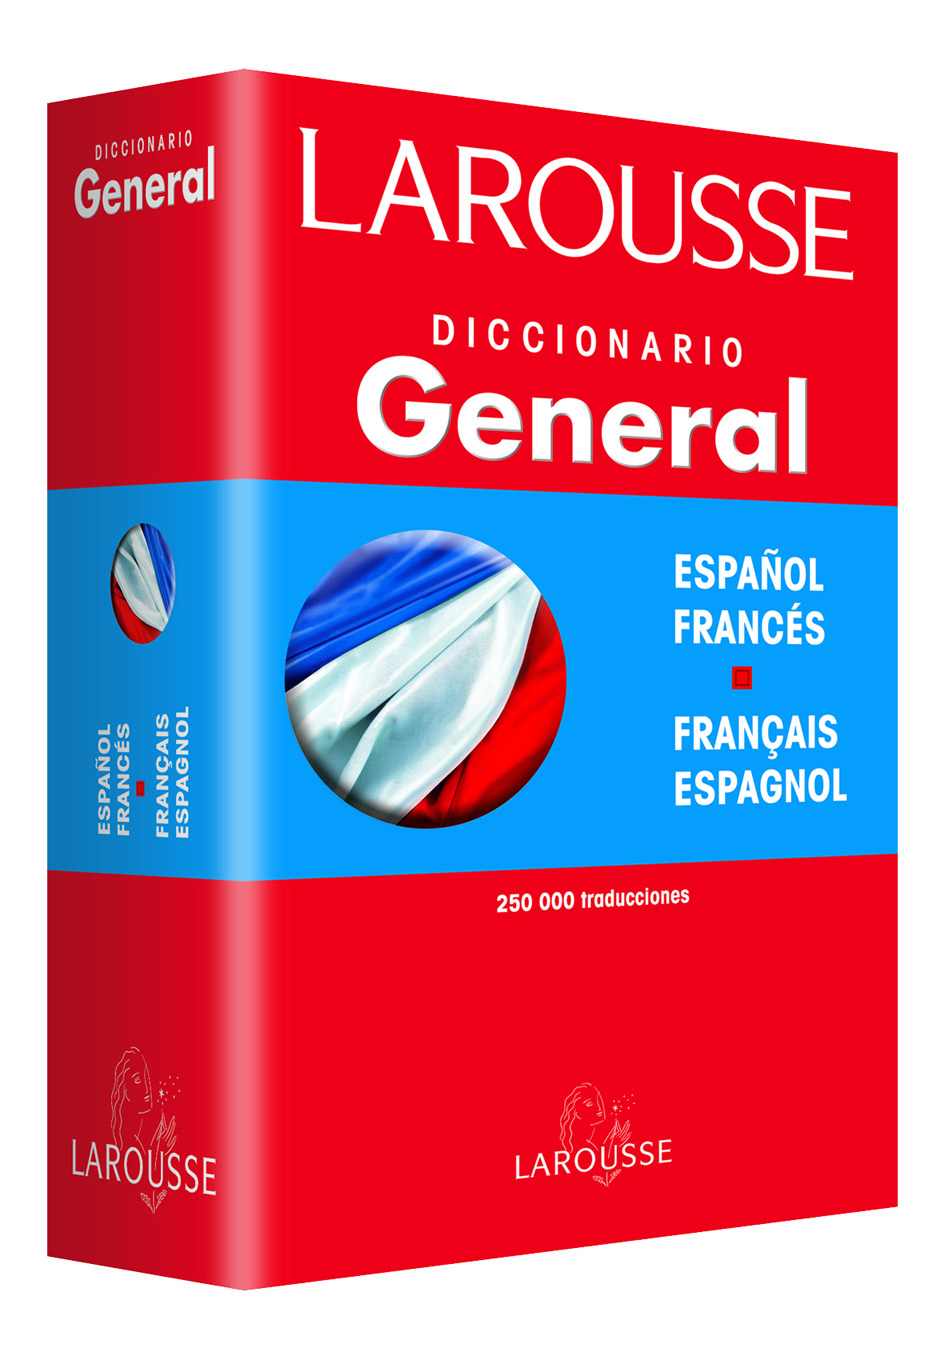 DICCIONARIO
General
ESPAÑOL
FRANCÉS
FRANÇAIS
ESPAGNOL
LAROUSSE
LAROUSSE
DICCIONARIO
General
ESPAÑOL
FRANCÉS
FRANÇAIS
ESPAGNOL
250 000 traducciones
LAROUSSE